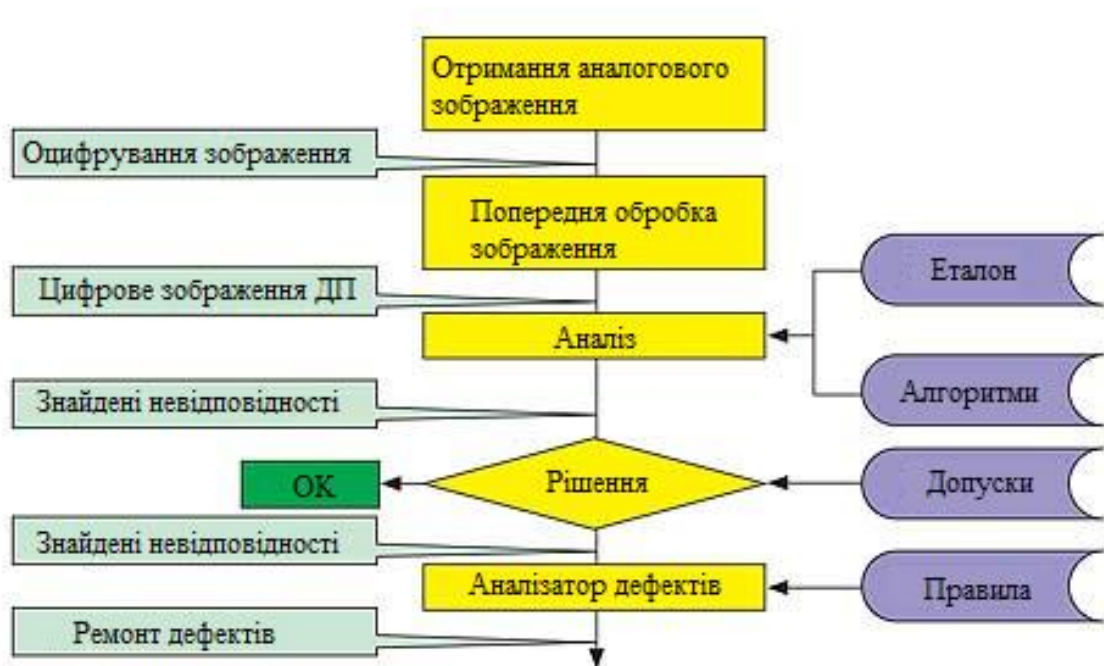 Отримання аналогового
зображення
Оцифрування зображення
Попередня обробка
зображення
Еталон
Цифрове зображення ДП
Аналіз
Алгоритми
Знайдені невідповідності
ОК
Рішення
Допуски
Знайдені невідповідності
Аналізатор дефектів
Правила
Ремонт дефектів